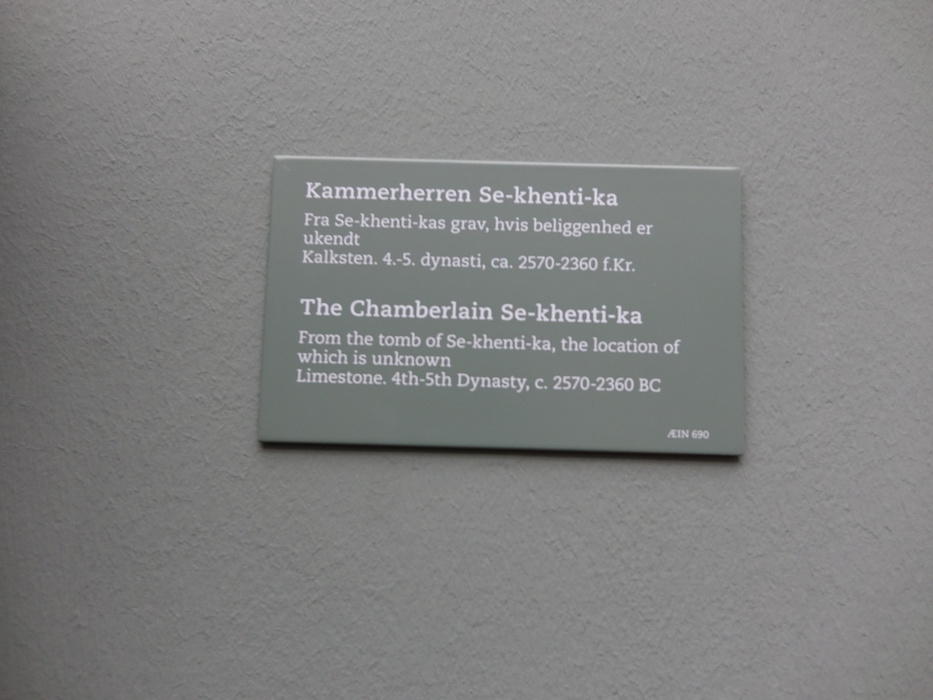 Kammerherren Se-khenti-ka
Fra Se-khenti-kas grav, hvis beliggenhed er
ukendt
Kalksten. 4.-5. dynasti, ca. 2570-2360 f.Kr.
The Chamberlain Se-khenti-ka
From the tomb of Se-khenti-ka, the location of
which is unknown
Limestone. 4th-5th Dynasty, c. 2570-2360 BC
ÆIN 690